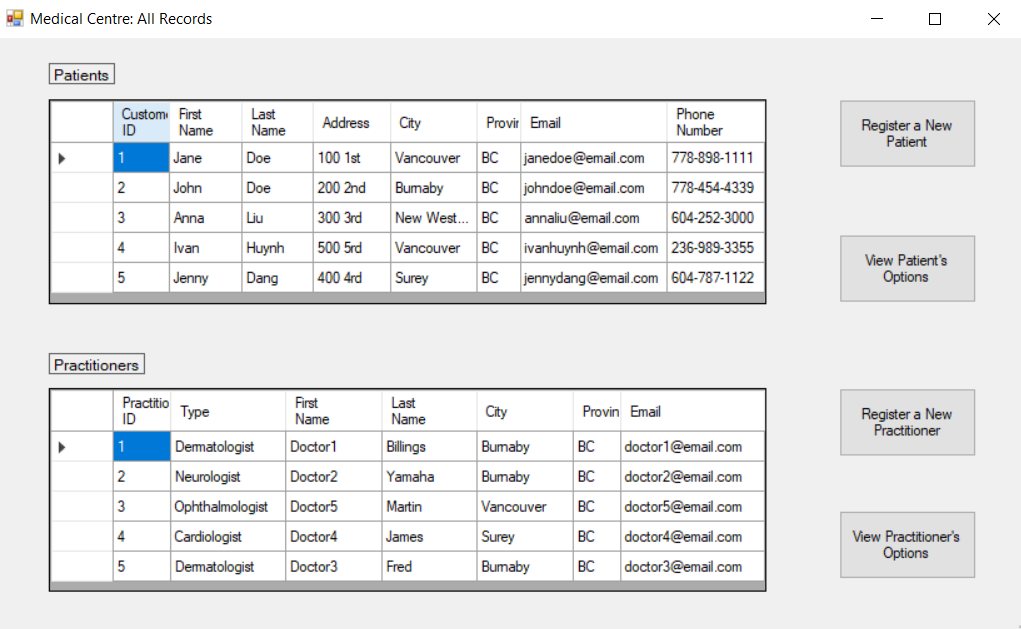 Medical Centre: All Records
Patients
Custome First Last Address City Provin Email Phone
ID Name Name Number
1 Jane Doe 100 1st Vancouver BC janedoe@email.com 778-898-1111
2 John Doe 200 2nd Burnaby BC johndoe@email.com 778-454-4339
3 Anna Liu 300 3rd New West... BC annaliu@email.com 604-252-3000
4 Ivan Huynh 500 5rd Vancouver BC ivanhuynh@email.com 236-989-3355
5 Jenny Dang 400 4rd Surey BC jennydang@email.com 604-787-1122
Register a New
Patient
View Patient's
Options
Practitioners
Practitio Type First Last City Provin Email
ID Name Name
1 Dermatologist Doctor1 Billings Burnaby BC doctor1@email.com
2 Neurologist Doctor2 Yamaha Burnaby BC doctor2@email.com
3 Ophthalmologist Doctor5 Martin Vancouver BC doctor5@email.com
4 Cardiologist Doctor4 James Surey BC doctor4@email.com
5 Dermatologist Doctor3 Fred Burnaby BC doctor3@email.com
Register a New
Practitioner
View Practitioner's
Options